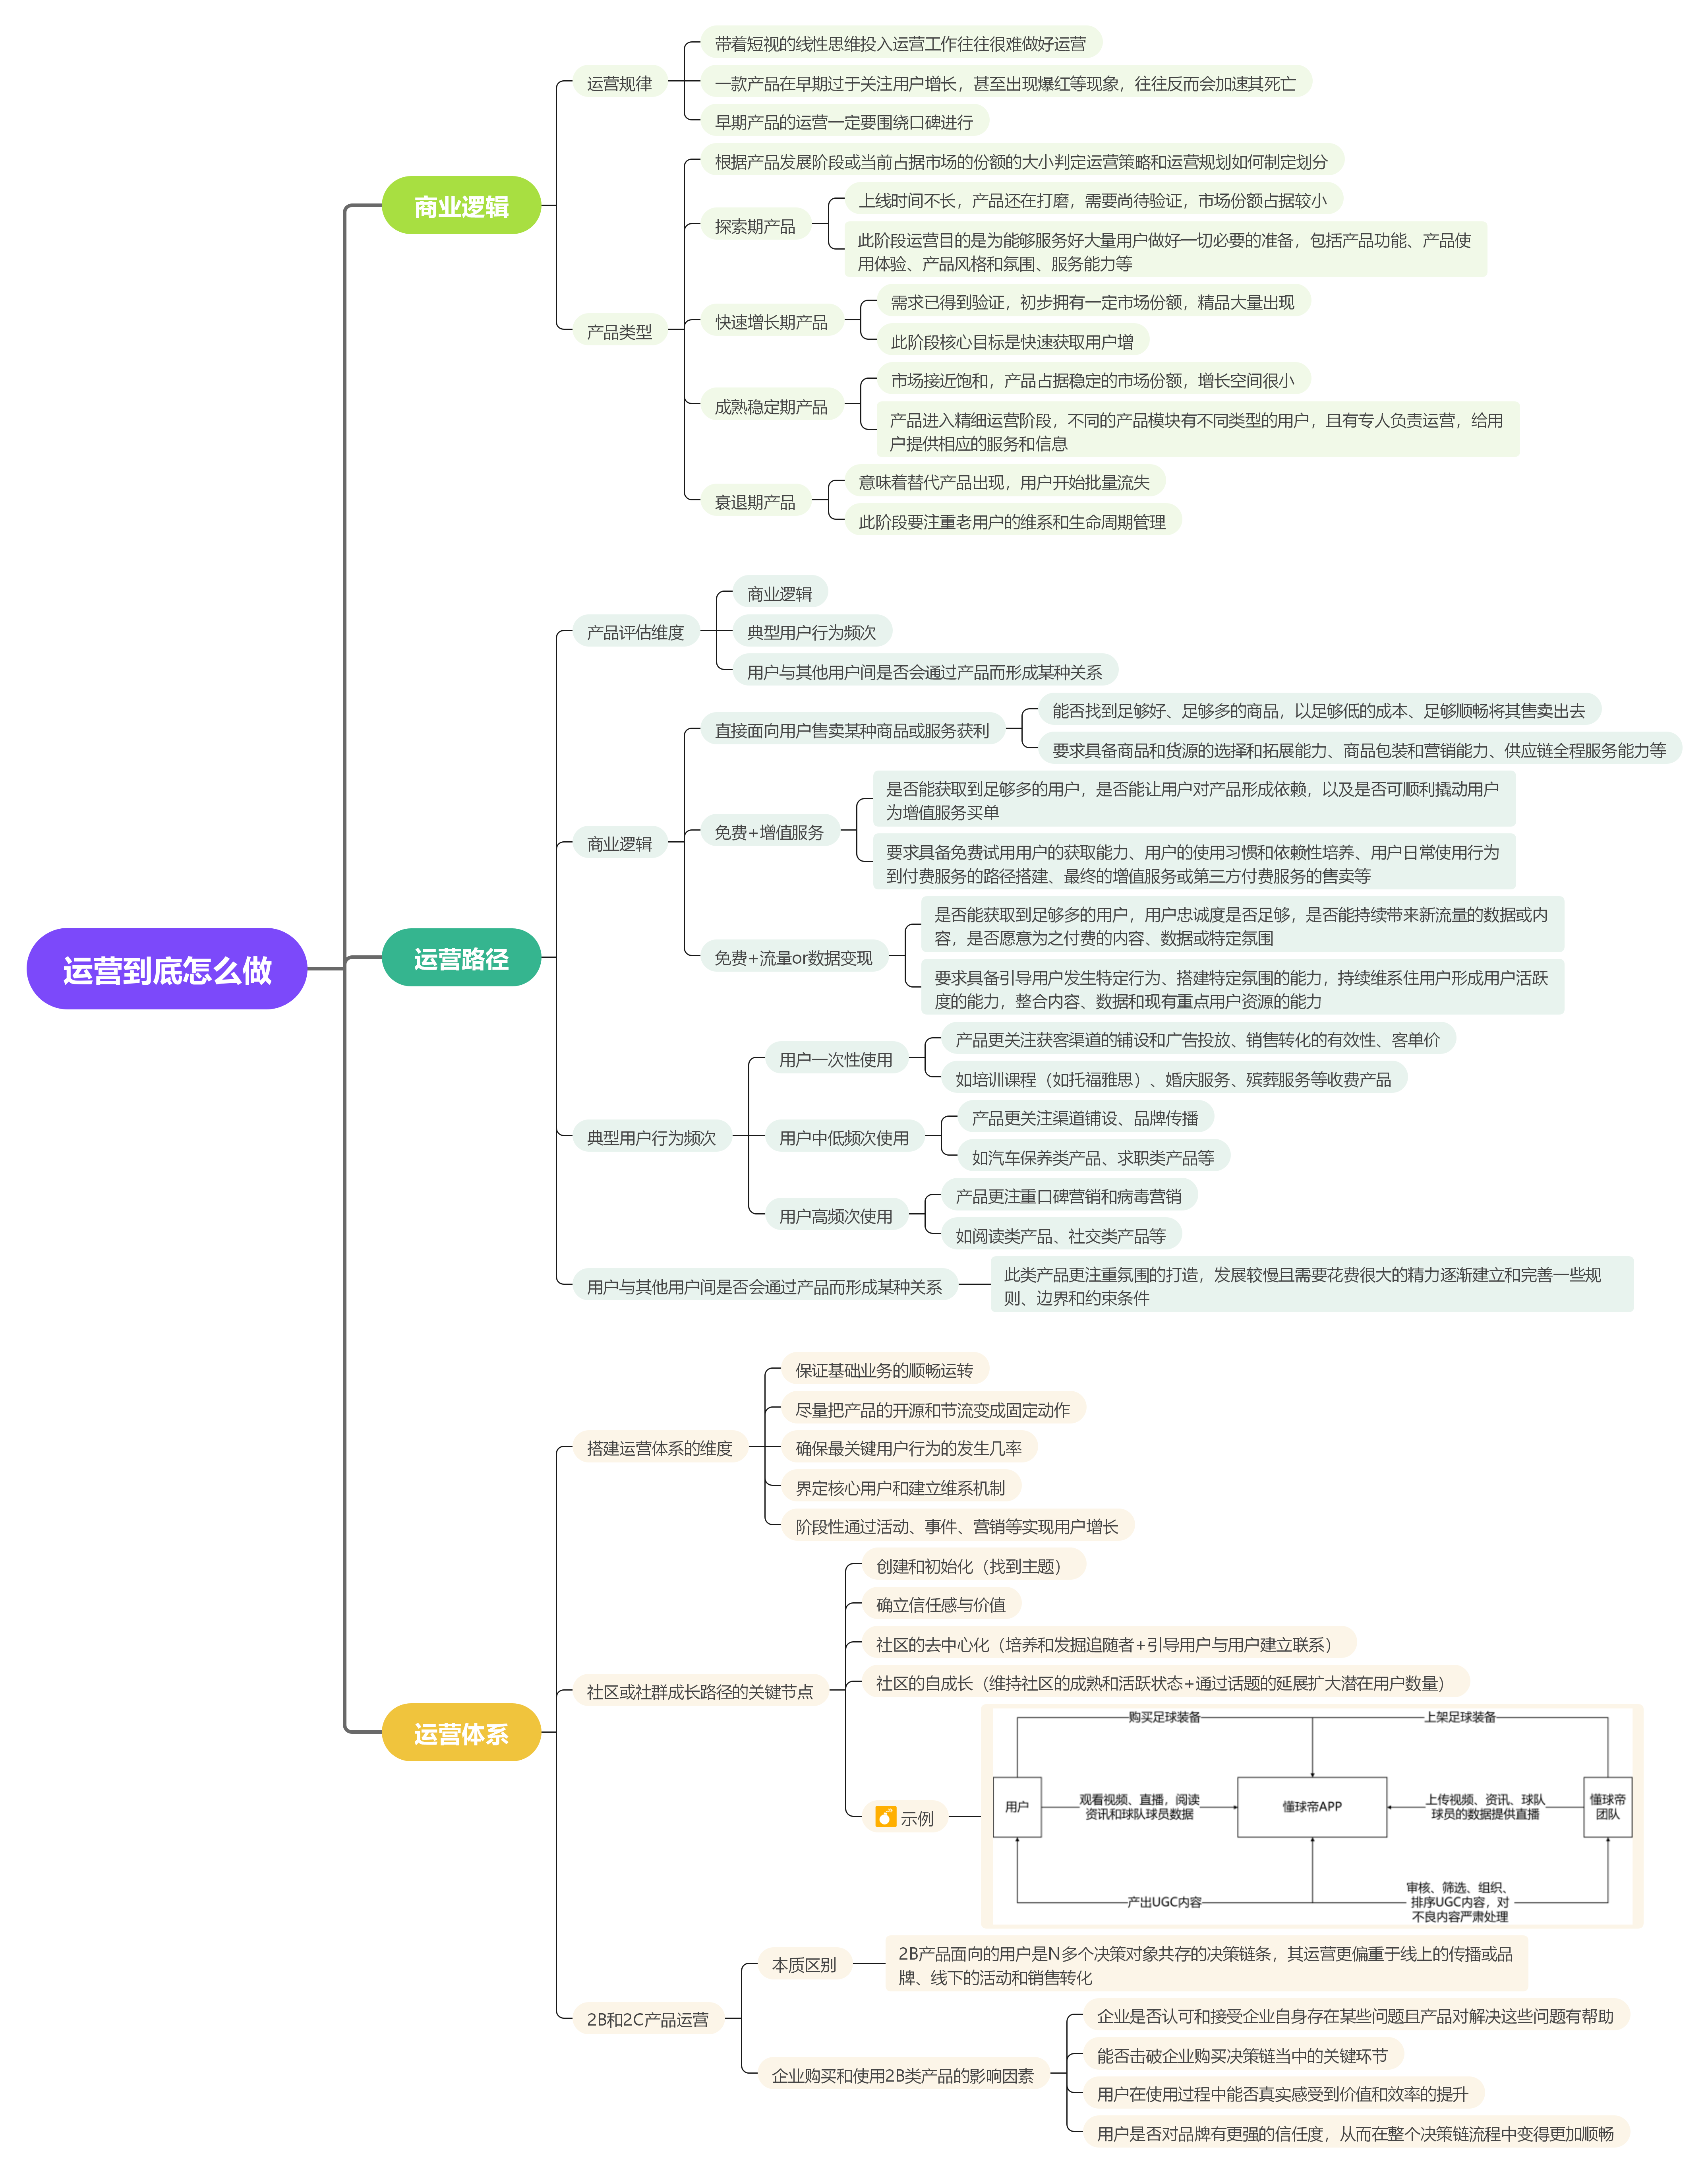 运营到底怎么做
商业逻辑
运营规律
带着短视的线性思维投入运营工作往往很难做好运营
一款产品在早期过于关注用户增长，甚至出现爆红等现象，往往反而会加速其死亡
早期产品的运营一定要围绕口碑进行
产品类型
根据产品发展阶段或当前占据市场的份额的大小判定运营策略和运营规划如何制定划分
探索期产品
上线时间不长，产品还在打磨，需要尚待验证，市场份额占据较小
此阶段运营目的是为能够服务好大量用户做好一切必要的准备，包括产品功能、产品使
用体验、产品风格和氛围、服务能力等
快速增长期产品
需求已得到验证，初步拥有一定市场份额，精品大量出现
此阶段核心目标是快速获取用户增
成熟稳定期产品
市场接近饱和，产品占据稳定的市场份额，增长空间很小
产品进入精细运营阶段，不同的产品模块有不同类型的用户，且有专人负责运营，给用
户提供相应的服务和信息
衰退期产品
意味着替代产品出现，用户开始批量流失
此阶段要注重老用户的维系和生命周期管理
运营路径
产品评估维度
商业逻辑
典型用户行为频次
用户与其他用户间是否会通过产品而形成某种关系
商业逻辑
直接面向用户售卖某种商品或服务获利
能否找到足够好、足够多的商品，以足够低的成本、足够顺畅将其售卖出去
要求具备商品和货源的选择和拓展能力、商品包装和营销能力、供应链全程服务能力等
免费+增值服务
是否能获取到足够多的用户，是否能让用户对产品形成依赖，以及是否可顺利撬动用户
为增值服务买单
要求具备免费试用用户的获取能力、用户的使用习惯和依赖性培养、用户日常使用行为
到付费服务的路径搭建、最终的增值服务或第三方付费服务的售卖等
免费+流量or数据变现
是否能获取到足够多的用户，用户忠诚度是否足够，是否能持续带来新流量的数据或内
容，是否愿意为之付费的内容、数据或特定氛围
要求具备引导用户发生特定行为、搭建特定氛围的能力，持续维系住用户形成用户活跃
度的能力，整合内容、数据和现有重点用户资源的能力
典型用户行为频次
用户一次性使用
产品更关注获客渠道的铺设和广告投放、销售转化的有效性、客单价
如培训课程（如托福雅思）、婚庆服务、殡葬服务等收费产品
用户中低频次使用
产品更关注渠道铺设、品牌传播
如汽车保养类产品、求职类产品等
用户高频次使用
产品更注重口碑营销和病毒营销
如阅读类产品、社交类产品等
用户与其他用户间是否会通过产品而形成某种关系
此类产品更注重氛围的打造，发展较慢且需要花费很大的精力逐渐建立和完善一些规
则、边界和约束条件
运营体系
搭建运营体系的维度
保证基础业务的顺畅运转
尽量把产品的开源和节流变成固定动作
确保最关键用户行为的发生几率
界定核心用户和建立维系机制
阶段性通过活动、事件、营销等实现用户增长
社区或社群成长路径的关键节点
创建和初始化（找到主题）
确立信任感与价值
社区的去中心化（培养和发掘追随者+引导用户与用户建立联系）
社区的自成长（维持社区的成熟和活跃状态+通过话题的延展扩大潜在用户数量）
示例
购买足球装备
上架足球装备
用户
观看视频、直播，阅读
资讯和球队球员数据
懂球帝APP
上传视频、资讯、球队
球员的数据提供直播
懂球帝
团队
产出UGC内容
审核、筛选、组织、
排序UGC内容，对
不良内容严肃处理
2B和2C产品运营
本质区别
2B产品面向的用户是N多个决策对象共存的决策链条，其运营更偏重于线上的传播或品
牌、线下的活动和销售转化
企业购买和使用2B类产品的影响因素
企业是否认可和接受企业自身存在某些问题且产品对解决这些问题有帮助
能否击破企业购买决策链当中的关键环节
用户在使用过程中能否真实感受到价值和效率的提升
用户是否对品牌有更强的信任度，从而在整个决策链流程中变得更加顺畅